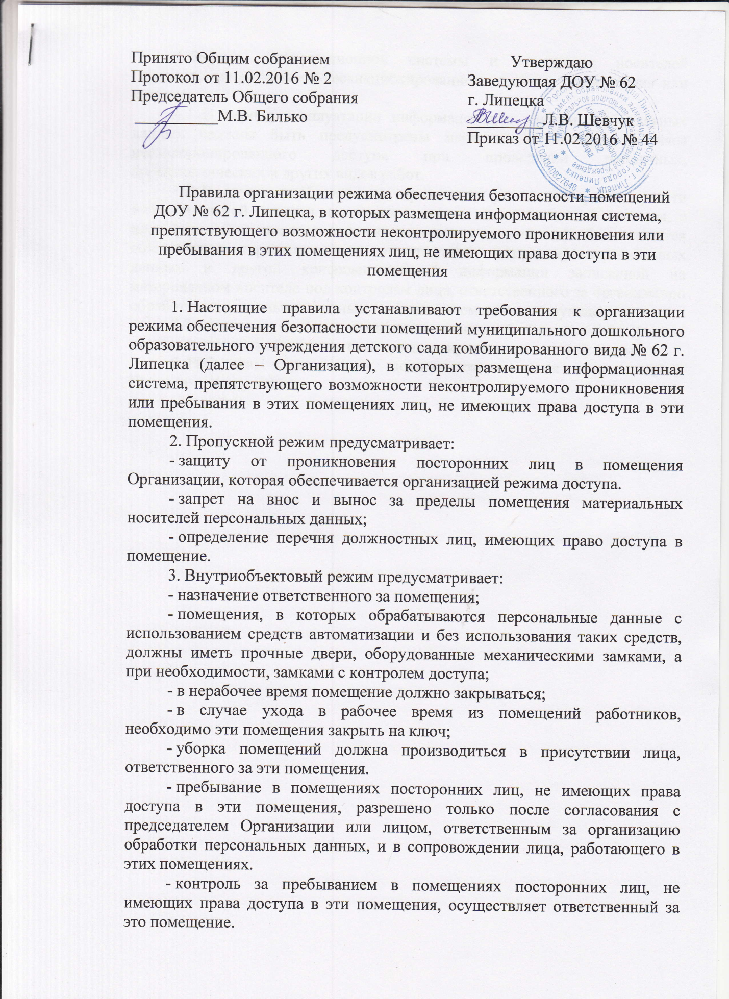 Принято Общим собранием
Протокол от 11.02.2016 № 2
Председатель Общего собрания
____________М.В. Билько
Утверждаю
Заведующая ДОУ № 62
г. Липецка
___________Л.В. Шевчук
Приказ от 11.02.2016 № 44
ОГРН 1024840827648
Правила организации режима обеспечения безопасности помещений
ДОУ № 62 г. Липецка, в которых размещена информационная система,
препятствующего возможности неконтролируемого проникновения или
пребывания в этих помещениях лиц, не имеющих права доступа в эти
помещения
1. Настоящие правила устанавливают требования к организации
режима обеспечения безопасности помещений муниципального дошкольного
образовательного учреждения детского сада комбинированного вида № 62 г.
Липецка (далее – Организация), в которых размещена информационная
система, препятствующего возможности неконтролируемого проникновения
или пребывания в этих помещениях лиц, не имеющих права доступа в эти
помещения.
2. Пропускной режим предусматривает:
- защиту от проникновения посторонних лиц в помещения
Организации, которая обеспечивается организацией режима доступа.
- запрет на внос и вынос за пределы помещения материальных
носителей персональных данных;
- определение перечня должностных лиц, имеющих право доступа в
помещение.
3. Внутриобъектовый режим предусматривает:
- назначение ответственного за помещения;
- помещения, в которых обрабатываются персональные данные с
использованием средств автоматизации и без использования таких средств,
должны иметь прочные двери, оборудованные механическими замками, а
при необходимости, замками с контролем доступа;
- в нерабочее время помещение должно закрываться;
- в случае ухода в рабочее время из помещений работников,
необходимо эти помещения закрыть на ключ;
- уборка помещений должна производиться в присутствии лица,
ответственного за эти помещения.
- пребывание в помещениях посторонних лиц, не имеющих права
доступа в эти помещения, разрешено только после согласования с
председателем Организации или лицом, ответственным за организацию
обработки персональных данных, и в сопровождении лица, работающего в
этих помещениях.
- контроль за пребыванием в помещениях посторонних лиц, не
имеющих права доступа в эти помещения, осуществляет ответственный за
это помещение.